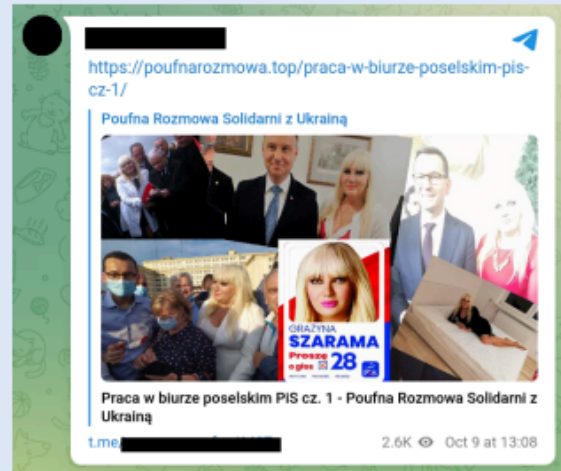 https://poufnarozmowa.top/praca-w-biurze-poselskim-pis-
cz-1/
Poufna Rozmowa Solidarni z Ukrainą
GRAŻYNA
SZARAMA
Proszę
o głos 28
Praca w biurze poselskim PiS cz. 1 - Poufna Rozmowa Solidarni z
Ukrainą
t.me/
2.6K Oct 9 at 13:08